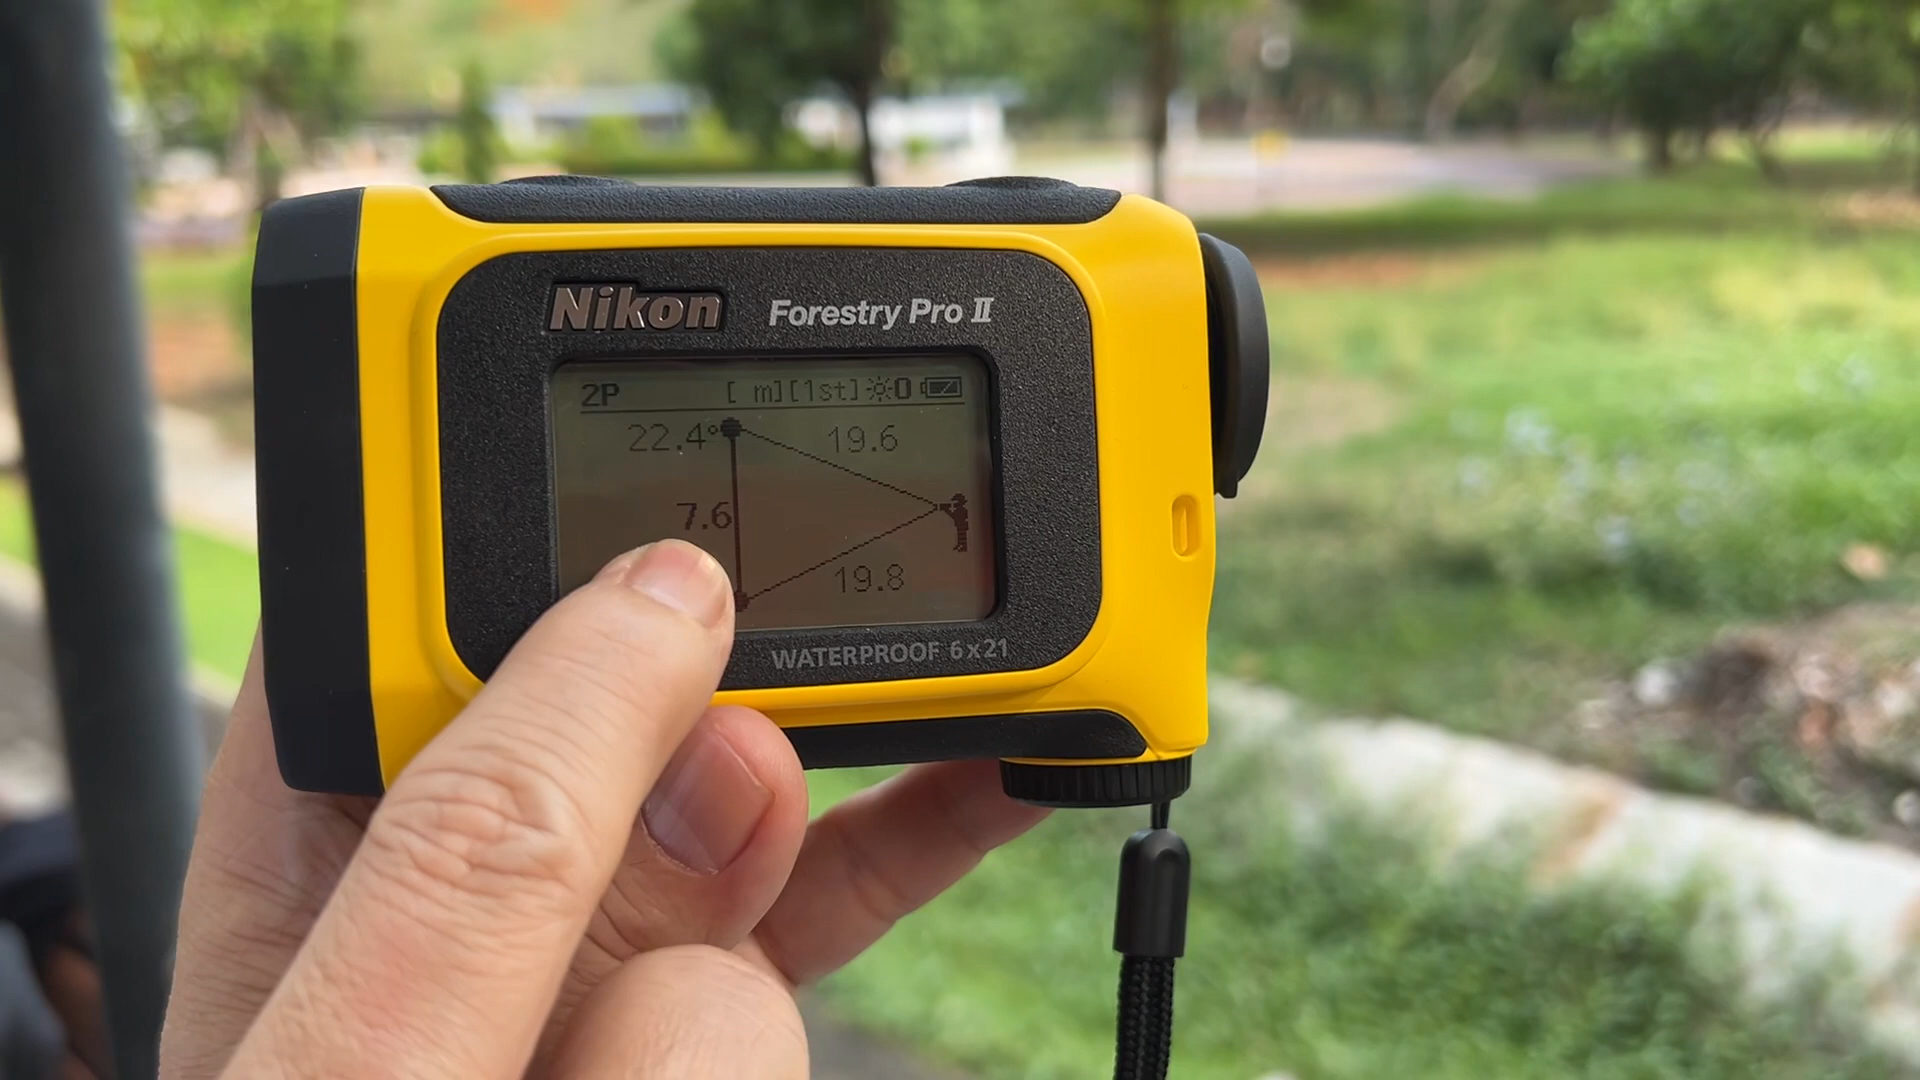 Nikon Forestry Pro II
2P [ m][1st] 0
22.4° 19.6
7.6
19.8
WATERPROOF 6x21